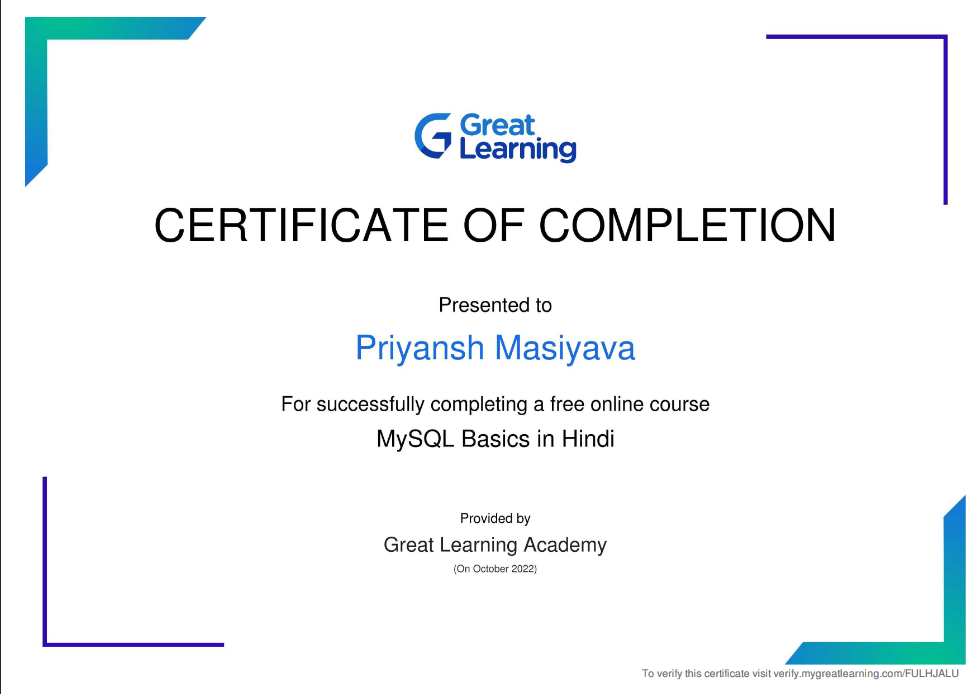 Great
Learning
CERTIFICATE OF COMPLETION
Presented to
Priyansh Masiyava
For successfully completing a free online course
MySQL Basics in Hindi
Provided by
Great Learning Academy
(On October 2022)
To verify this certificate visit verify.mygreatlearning.com/FULHJALU